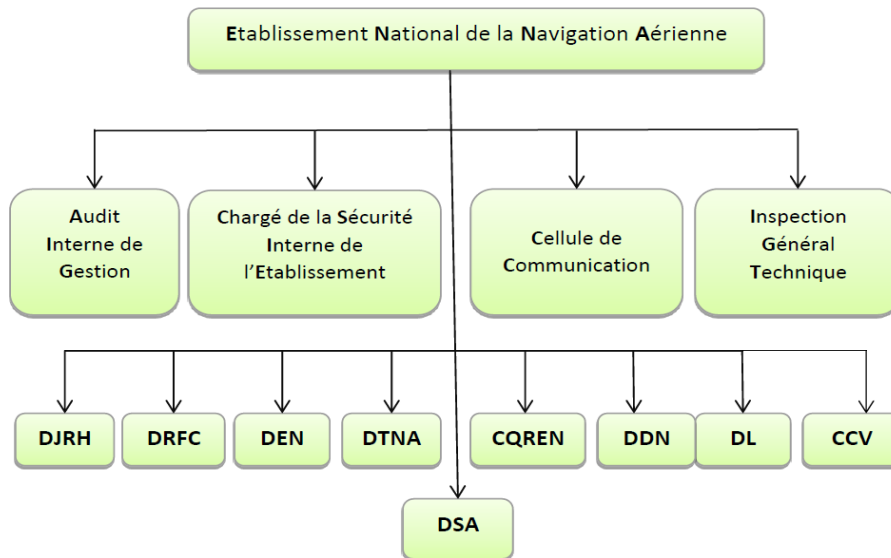 Etablissement National de la Navigation Aérienne
Audit
Interne de
Gestion
Chargé de la Sécurité
Interne de
l'Etablissement
Cellule de
Communication
Inspection
Général
Technique
DJRH
DRFC
DEN
DTNA
CQREN
DDN
DL
CCV
DSA